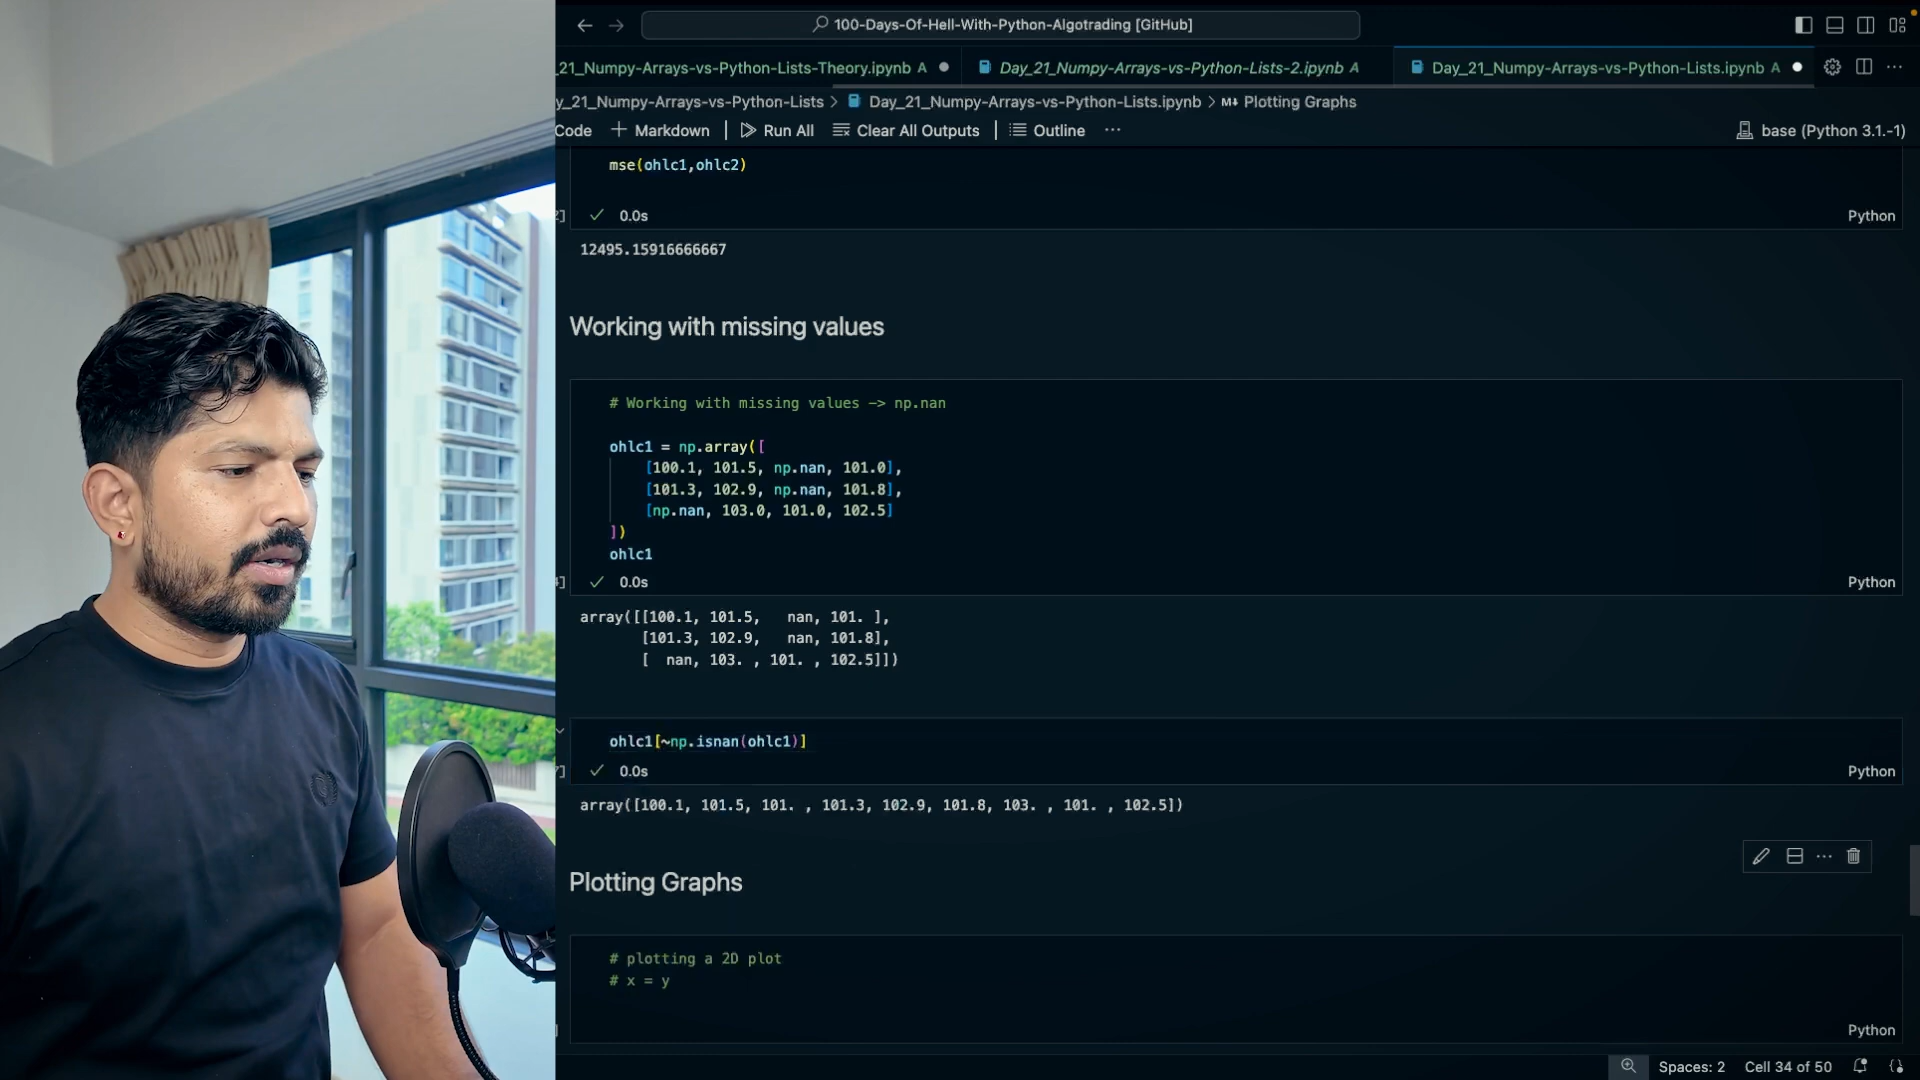 100-Days-Of-Hell-With-Python-Algotrading [GitHub]
_21_Numpy-Arrays-vs-Python-Lists-Theory.ipynb A
Day_21_Numpy-Arrays-vs-Python-Lists-2.ipynb A
Day_21_Numpy-Arrays-vs-Python-Lists.ipynb A
y_21_Numpy-Arrays-vs-Python-Lists > Day_21_Numpy-Arrays-vs-Python-Lists.ipynb > M↓ Plotting Graphs
Code + Markdown | Run All Clear All Outputs | Outline ...
base (Python 3.1.-1)
mse(ohlc1,ohlc2)
0.0s
Python
12495.15916666667
Working with missing values
# Working with missing values -> np.nan
ohlc1 = np.array([
[100.1, 101.5, np.nan, 101.0],
[101.3, 102.9, np.nan, 101.8],
[np.nan, 103.0, 101.0, 102.5]
])
ohlc1
0.0s
Python
array([[100.1, 101.5,   nan, 101. ],
[101.3, 102.9,   nan, 101.8],
[  nan, 103. , 101. , 102.5]])
ohlc1[~np.isnan(ohlc1)]
0.0s
Python
array([100.1, 101.5, 101. , 101.3, 102.9, 101.8, 103. , 101. , 102.5])
Plotting Graphs
# plotting a 2D plot
# x = y
Python
Spaces: 2
Cell 34 of 50